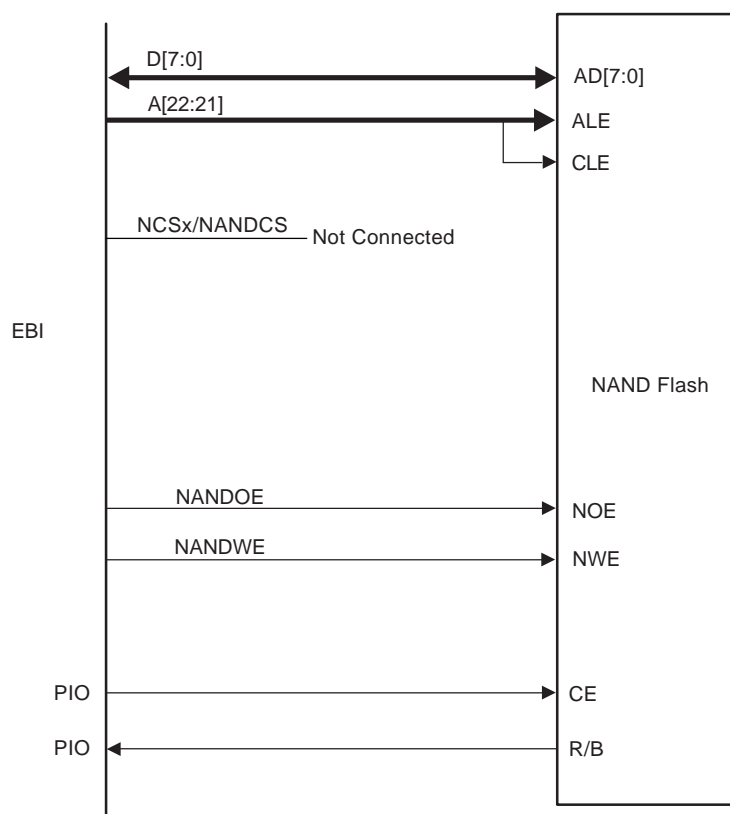 D[7:0]
AD[7:0]
A[22:21]
ALE
CLE
NCSx/NANDCS
Not Connected
EBI
NAND Flash
NANDOE
NOE
NANDWE
NWE
PIO
CE
PIO
R/B